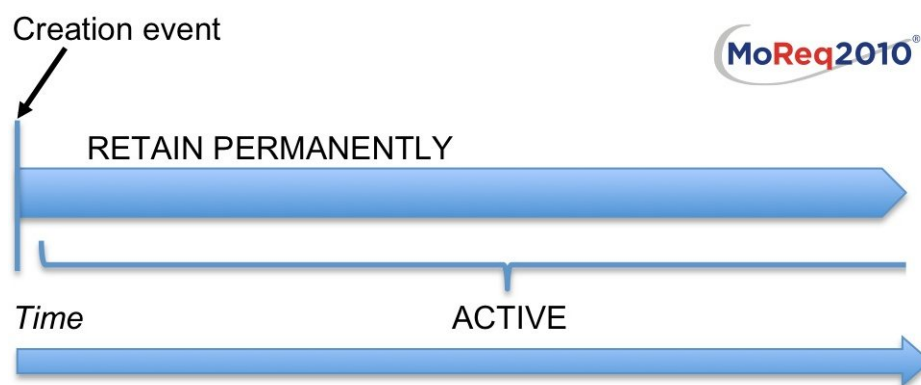 Creation event
MoReq2010®
RETAIN PERMANENTLY
Time
ACTIVE